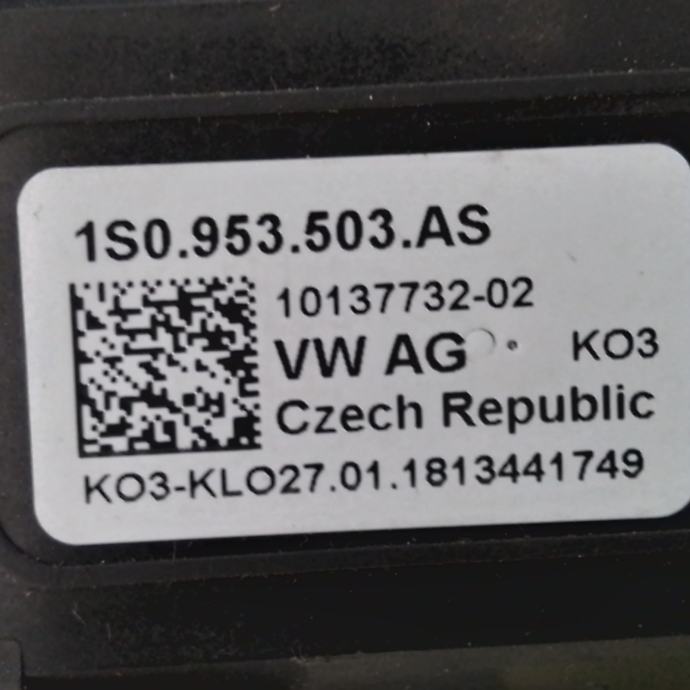 1S0.953.503.AS
10137732-02
VW AG KO3
Czech Republic
KO3-KLO27.01.1813441749